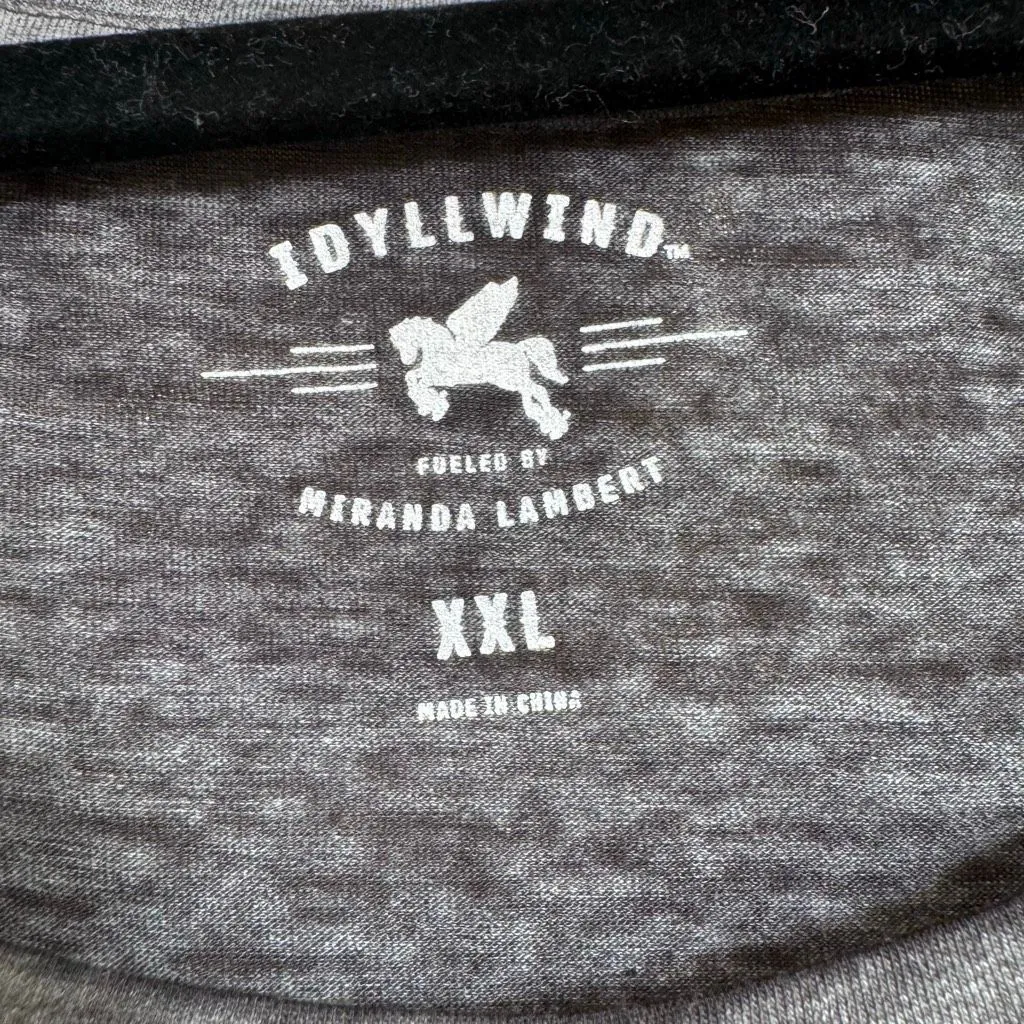 IDYLLWIND™
FUELED BY
MIRANDA LAMBERT
XXL
MADE IN CHINA